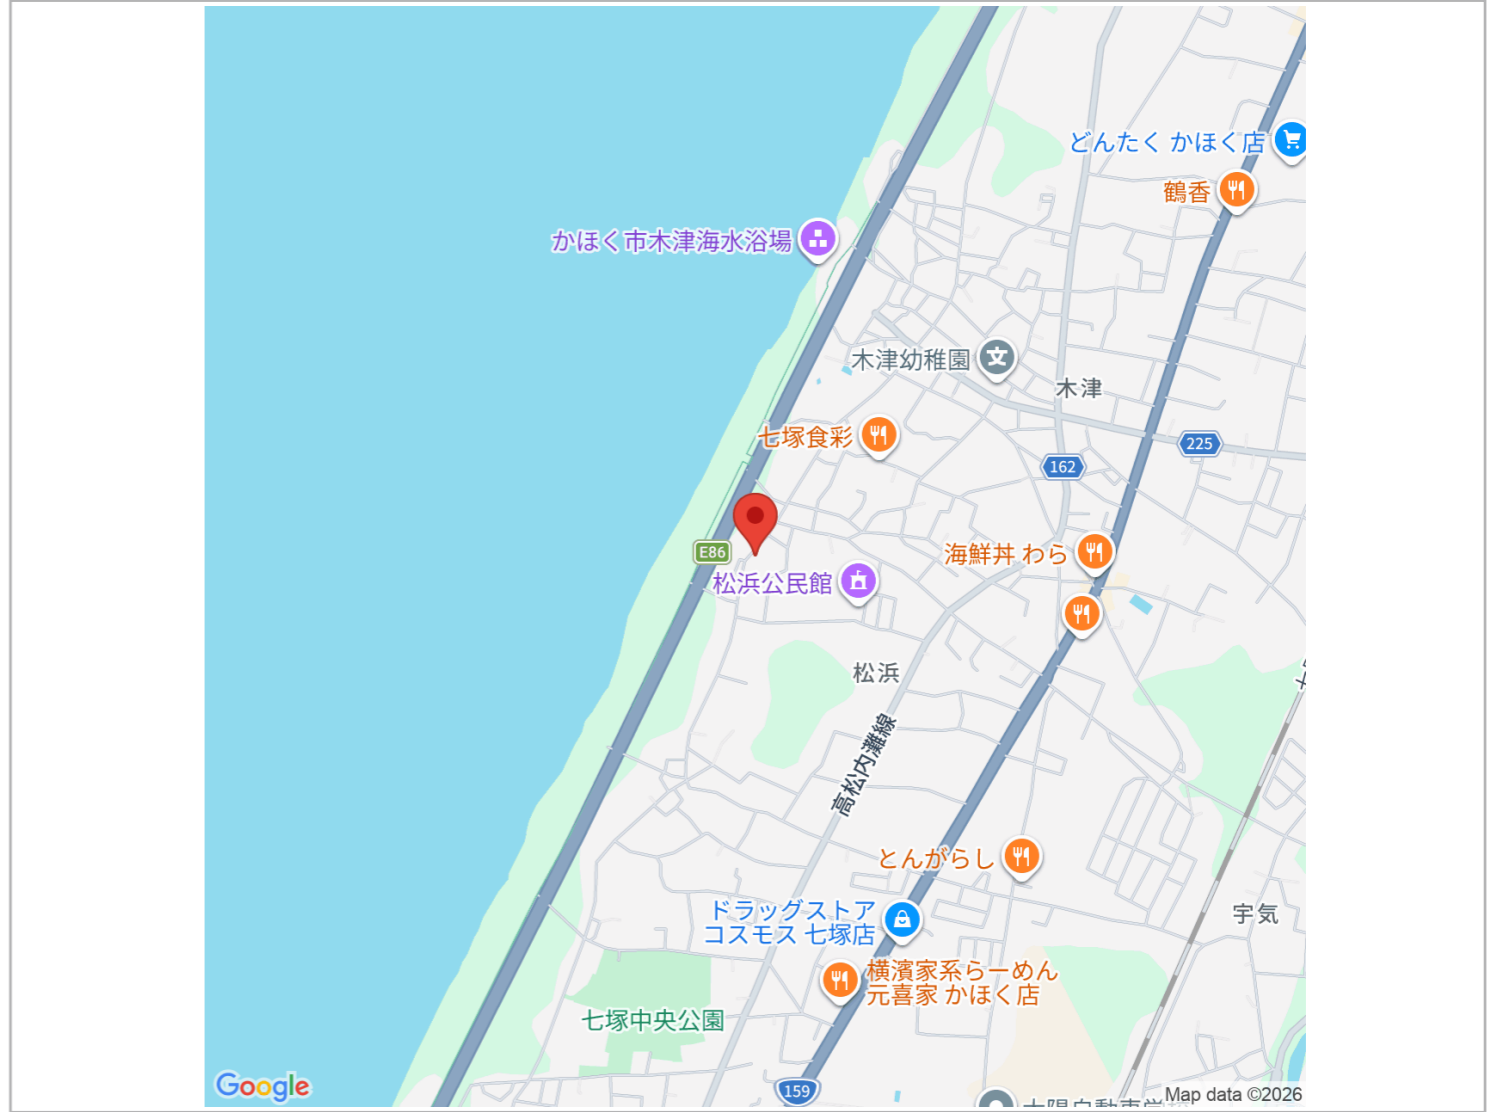 どんたく かほく店
鶴香
かほく市木津海水浴場
木津幼稚園
木津
七塚食彩
225
162
E86
海鮮丼 わら
松浜公民館
松浜
高松内灘線
とんがらし
ドラッグストア
コスモス 七塚店
宇気
横濱家系らーめん
元喜家 かほく店
七塚中央公園
Google
159
Map data ©2026